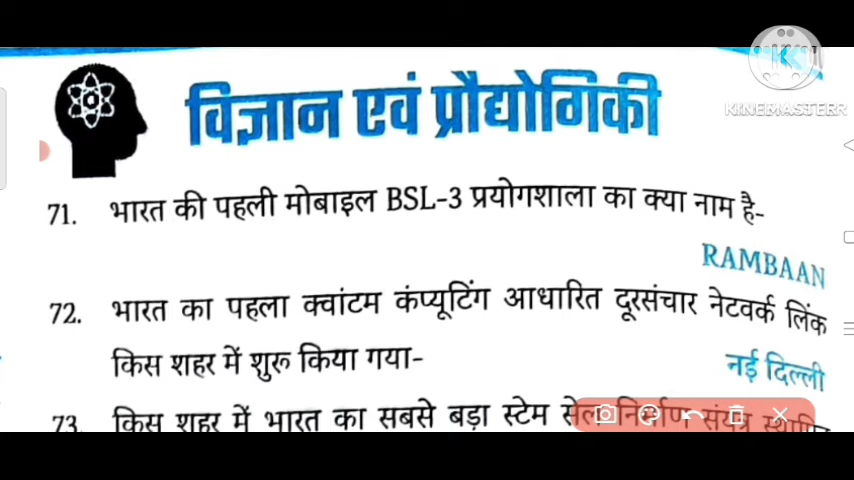 KINEMASTER
विज्ञान एवं प्रौद्योगिकी
71. भारत की पहली मोबाइल BSL-3 प्रयोगशाला का क्या नाम है-
RAMBAAN
72. भारत का पहला क्वांटम कंप्यूटिंग आधारित दूरसंचार नेटवर्क लिंक
किस शहर में शुरू किया गया-
नई दिल्ली
73. किस शहर में भारत का सबसे बड़ा स्टेम सेल निर्माण संयंत्र